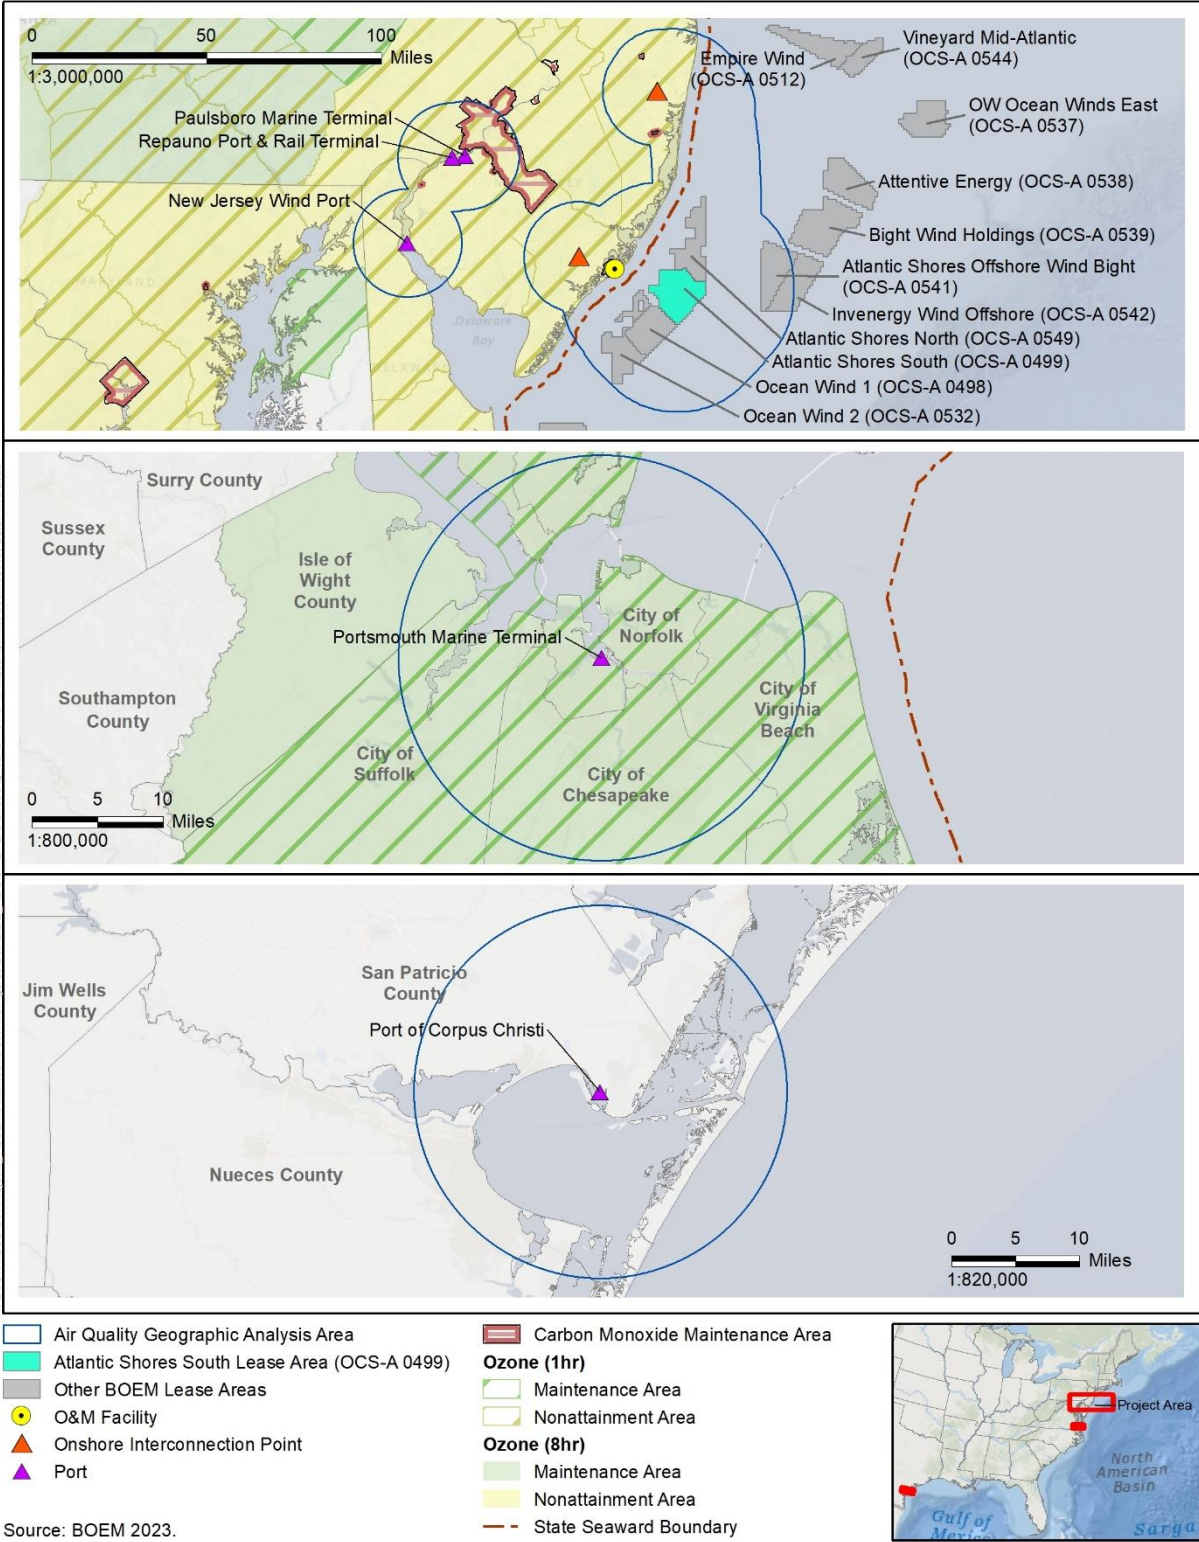 0 50 100
Miles
1:3,000,000
Paulsboro Marine Terminal
Repauno Port & Rail Terminal
New Jersey Wind Port
Delaware
Bay
Empire Wind
(OCS-A 0512)
Vineyard Mid-Atlantic
(OCS-A 0544)
OW Ocean Winds East
(OCS-A 0537)
Attentive Energy (OCS-A 0538)
Bight Wind Holdings (OCS-A 0539)
Atlantic Shores Offshore Wind Bight
(OCS-A 0541)
Invenergy Wind Offshore (OCS-A 0542)
Atlantic Shores North (OCS-A 0549)
Atlantic Shores South (OCS-A 0499)
Ocean Wind 1 (OCS-A 0498)
Ocean Wind 2 (OCS-A 0532)
Surry County
Sussex
County
Isle of
Wight
County
City of
Norfolk
Portsmouth Marine Terminal
Southampton
County
City of
Virginia
Beach
City of
Suffolk
City of
Chesapeake
0 5 10
Miles
1:800,000
San Patricio
County
Jim Wells
County
Port of Corpus Christi
Nueces County
0 5 10
Miles
1:820,000
Air Quality Geographic Analysis Area
Atlantic Shores South Lease Area (OCS-A 0499)
Other BOEM Lease Areas
O&M Facility
Onshore Interconnection Point
Port
Source: BOEM 2023.
Carbon Monoxide Maintenance Area
Ozone (1hr)
Maintenance Area
Nonattainment Area
Ozone (8hr)
Maintenance Area
Nonattainment Area
State Seaward Boundary
Project Area
North
American
Basin
Gulf of
Sarga